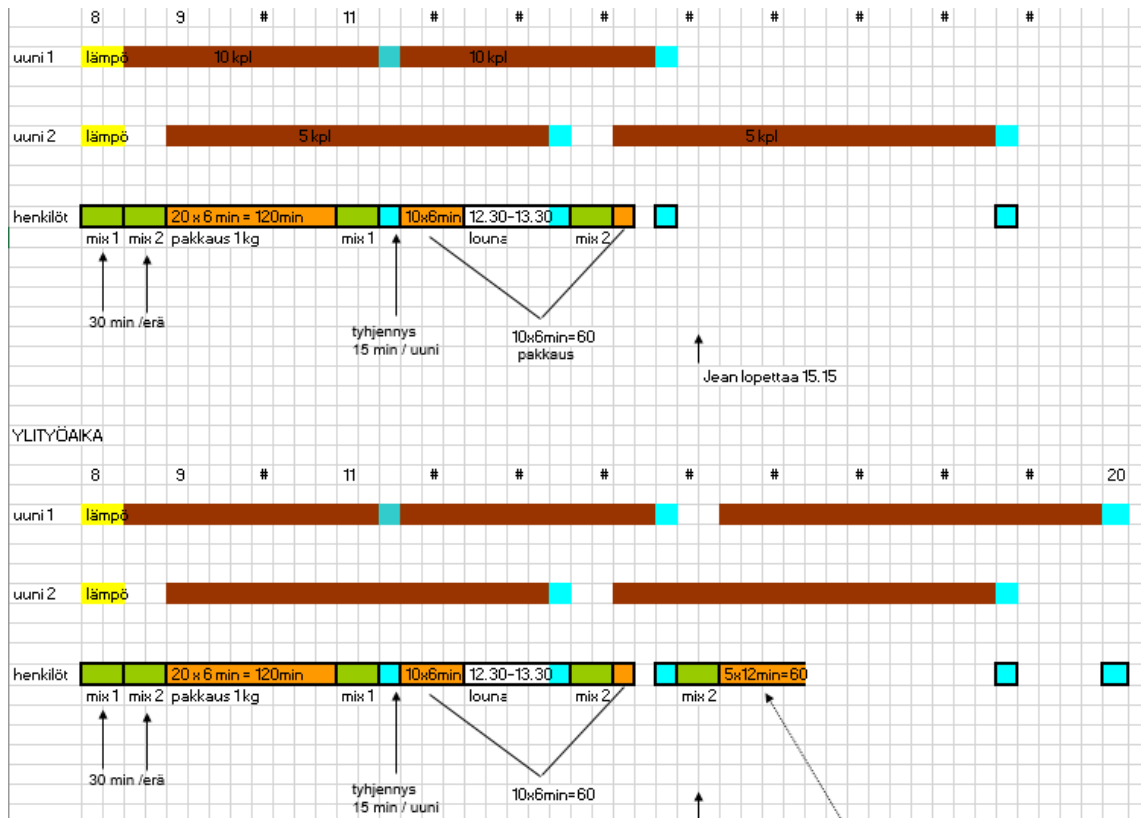 8 9 # 11 # # # # # # # #
uuni 1 lämpö 10 kpl 10 kpl
uuni 2 lämpö 5 kpl 5 kpl
henkilöt 20 x 6 min = 120min 10x6min 12.30-13.30
mix 1 mix 2 pakkaus 1 kg mix 1 louna mix 2
30 min /erä
tyhjennys
15 min / uuni
10x6min=60
pakkaus
Jean lopettaa 15.15
YLITYÖAIKA
8 9 # 11 # # # # # # # # 20
uuni 1 lämpö
uuni 2 lämpö
henkilöt 20 x 6 min = 120min 10x6min 12.30-13.30 5x12min=60
mix 1 mix 2 pakkaus 1 kg mix 1 louna mix 2 mix 2
30 min /erä
tyhjennys
15 min / uuni
10x6min=60